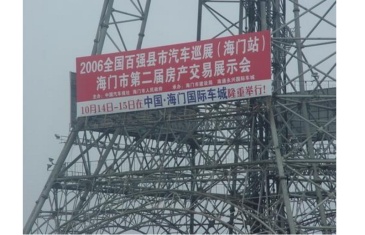 2006全国百强县市汽车巡展（海门站）
海门市第二届房产交易展示会
10月14日-15日在中国·海门国际车城隆重举行!